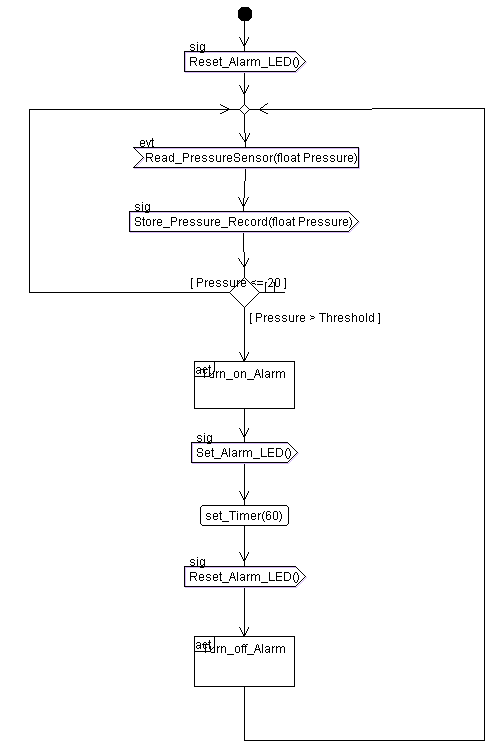 sig
Reset_Alarm_LED()
evt
Read_PressureSensor(float Pressure)
sig
Store_Pressure_Record(float Pressure)
[ Pressure <= 20 ]
[ ]
[ Pressure > Threshold ]
act
Turn_on_Alarm
sig
Set_Alarm_LED()
set_Timer(60)
sig
Reset_Alarm_LED()
act
Turn_off_Alarm